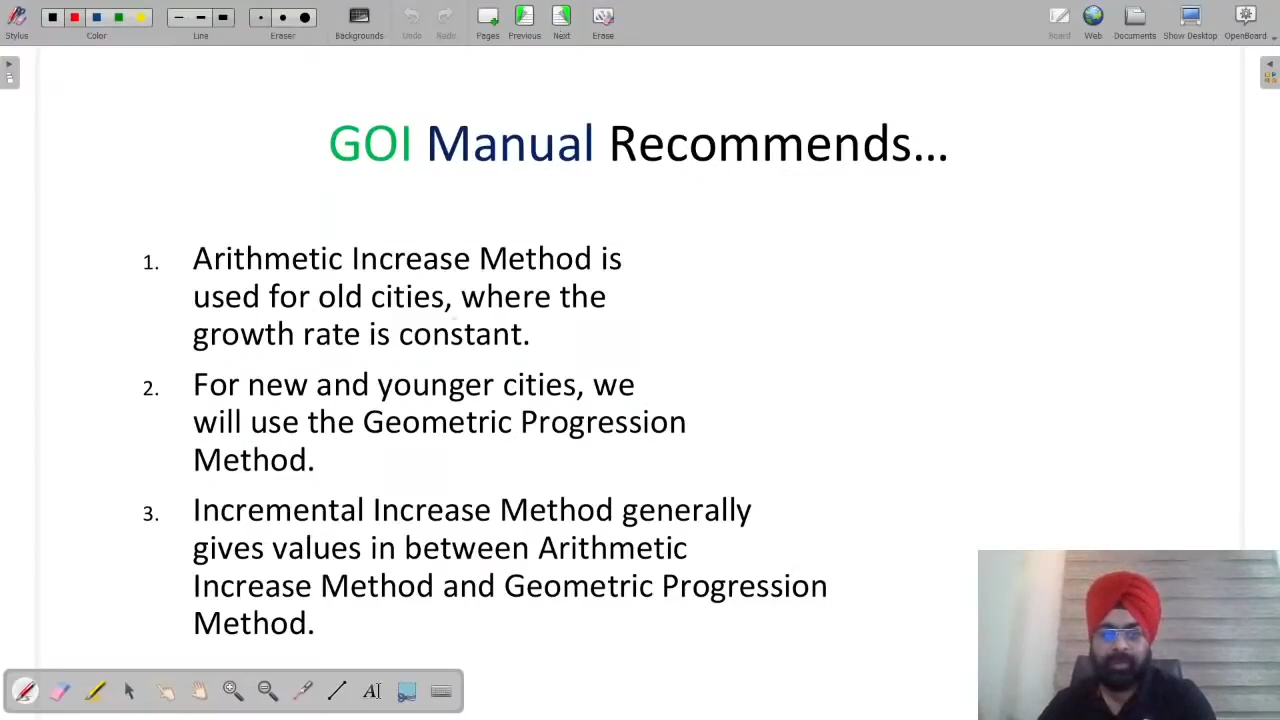 Stylus Color Line Eraser Backgrounds Undo Redo Pages Previous Next Erase Board Web Documents Show Desktop OpenBoard
GOI Manual Recommends...
1. Arithmetic Increase Method is
used for old cities, where the
growth rate is constant.
2. For new and younger cities, we
will use the Geometric Progression
Method.
3. Incremental Increase Method generally
gives values in between Arithmetic
Increase Method and Geometric Progression
Method.